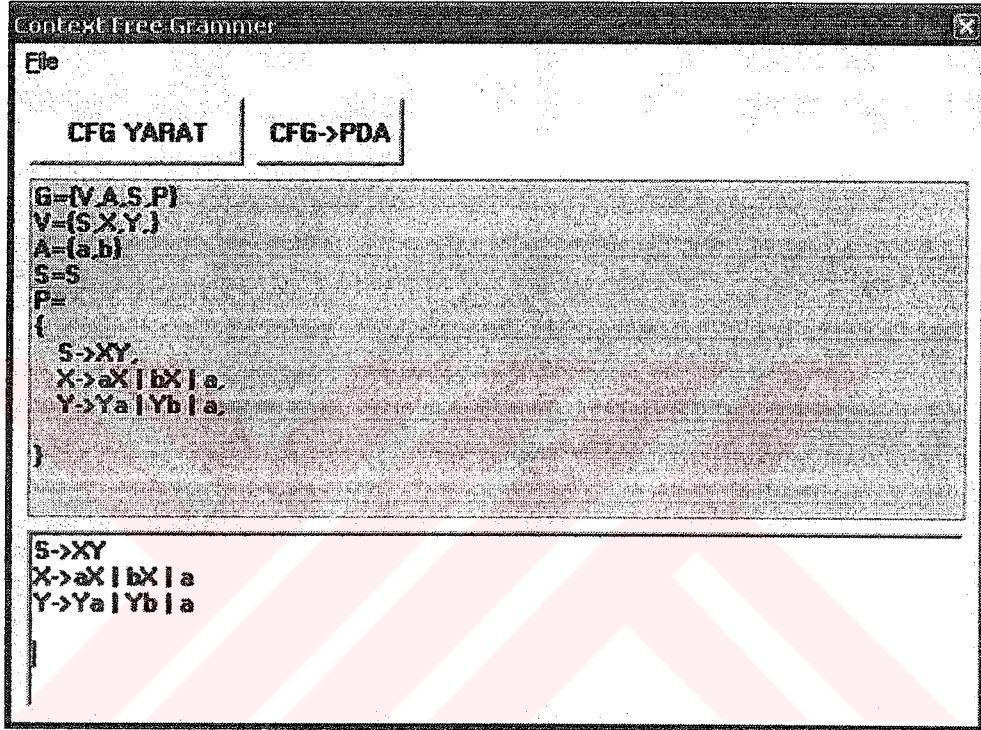 Context Free Grammer
File
CFG YARAT
CFG->PDA
G={V,A,S,P}
V={S,X,Y,}
A={a,b}
S=S
P=
{
S->XY,
X->aX | bX | a,
Y->Ya | Yb | a,
}
S->XY
X->aX | bX | a
Y->Ya | Yb | a